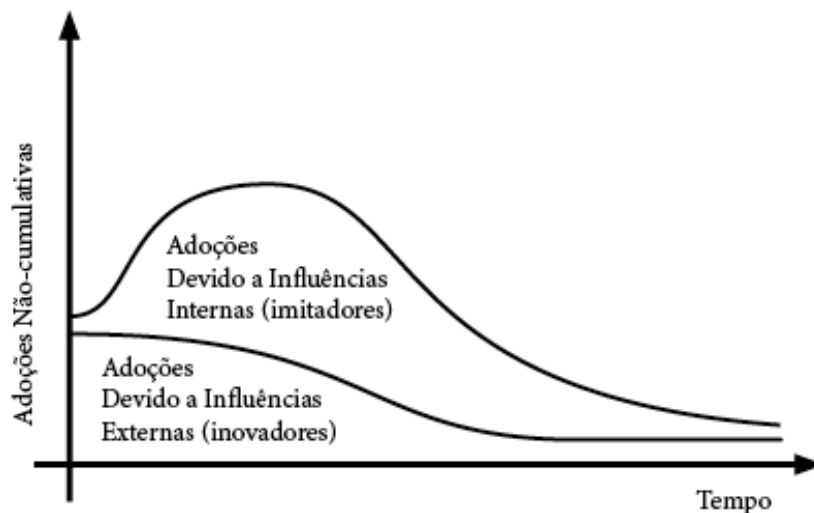 Adoções Não-cumulativas
Adoções
Devido a Influências
Internas (imitadores)
Adoções
Devido a Influências
Externas (inovadores)
Tempo